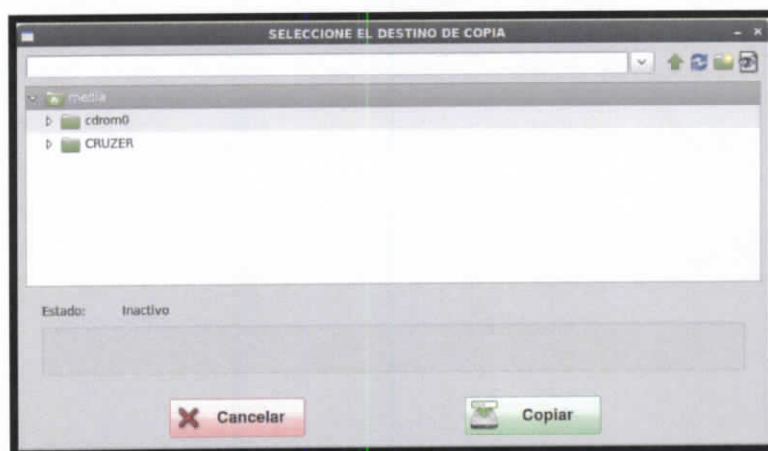 SELECCIONE EL DESTINO DE COPIA
media
cdrom0
CRUZER
Estado: Inactivo
Cancelar
Copiar